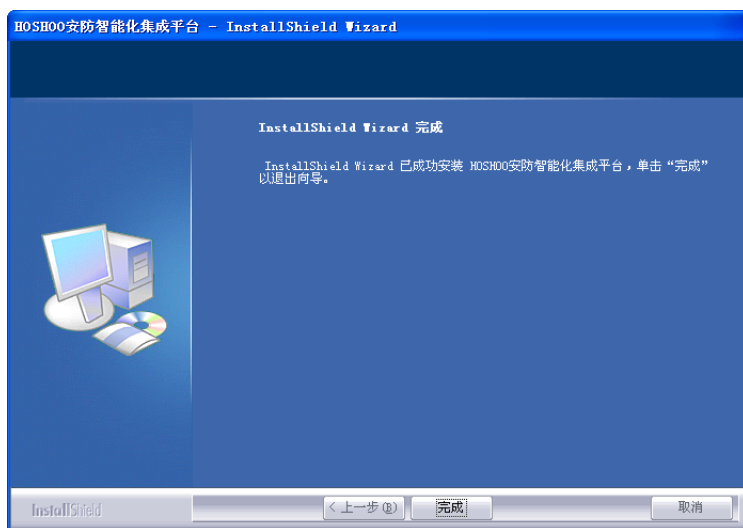 HOSHOO安防智能化集成平台 - InstallShield Wizard
InstallShield Wizard 完成
InstallShield Wizard 已成功安装 HOSHOO安防智能化集成平台，单击“完成”
以退出向导。
InstallShield
< 上一步(B)
完成
取消